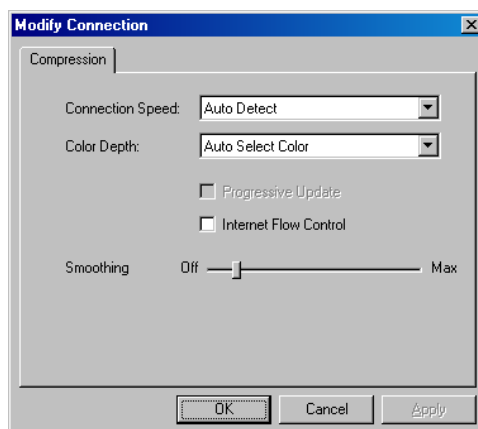 Modify Connection
Compression
Connection Speed: Auto Detect
Color Depth: Auto Select Color
Progressive Update
Internet Flow Control
Smoothing Off Max
OK Cancel Apply